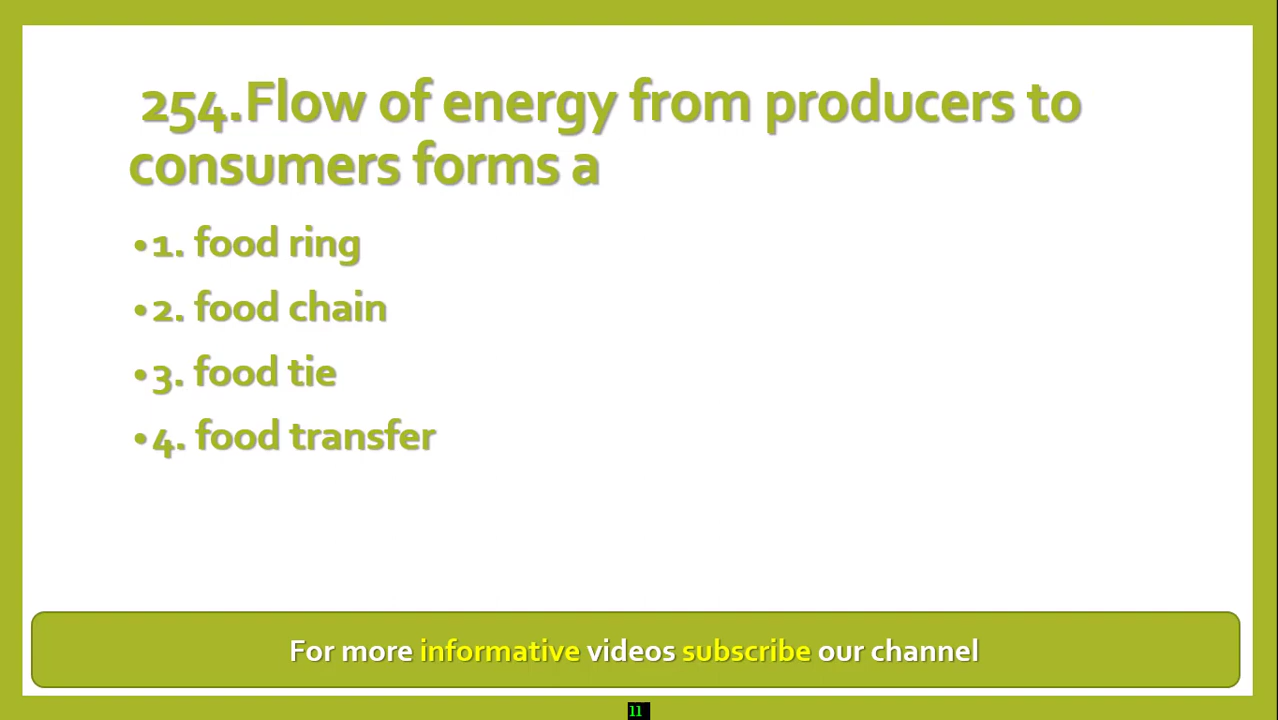 254.Flow of energy from producers to
consumers forms a
•1. food ring
•2. food chain
•3. food tie
•4. food transfer
For more informative videos subscribe our channel
11